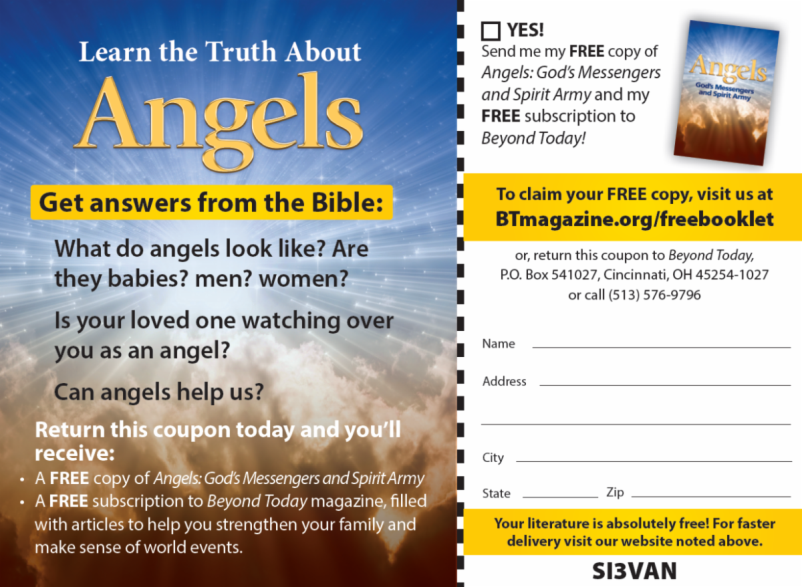 Learn the Truth About
Angels
Get answers from the Bible:
What do angels look like? Are
they babies? men? women?
Is your loved one watching over
you as an angel?
Can angels help us?
Return this coupon today and you'll
receive:
• A FREE copy of Angels: God's Messengers and Spirit Army
• A FREE subscription to Beyond Today magazine, filled
with articles to help you strengthen your family and
make sense of world events.
YES!
Send me my FREE copy of
Angels: God's Messengers
and Spirit Army and my
FREE subscription to
Beyond Today!
Angels
God's Messengers
and Spirit Army
To claim your FREE copy, visit us at
BTmagazine.org/freebooklet
or, return this coupon to Beyond Today,
P.O. Box 541027, Cincinnati, OH 45254-1027
or call (513) 576-9796
Name
Address
City
State Zip
Your literature is absolutely free! For faster
delivery visit our website noted above.
SI3VAN